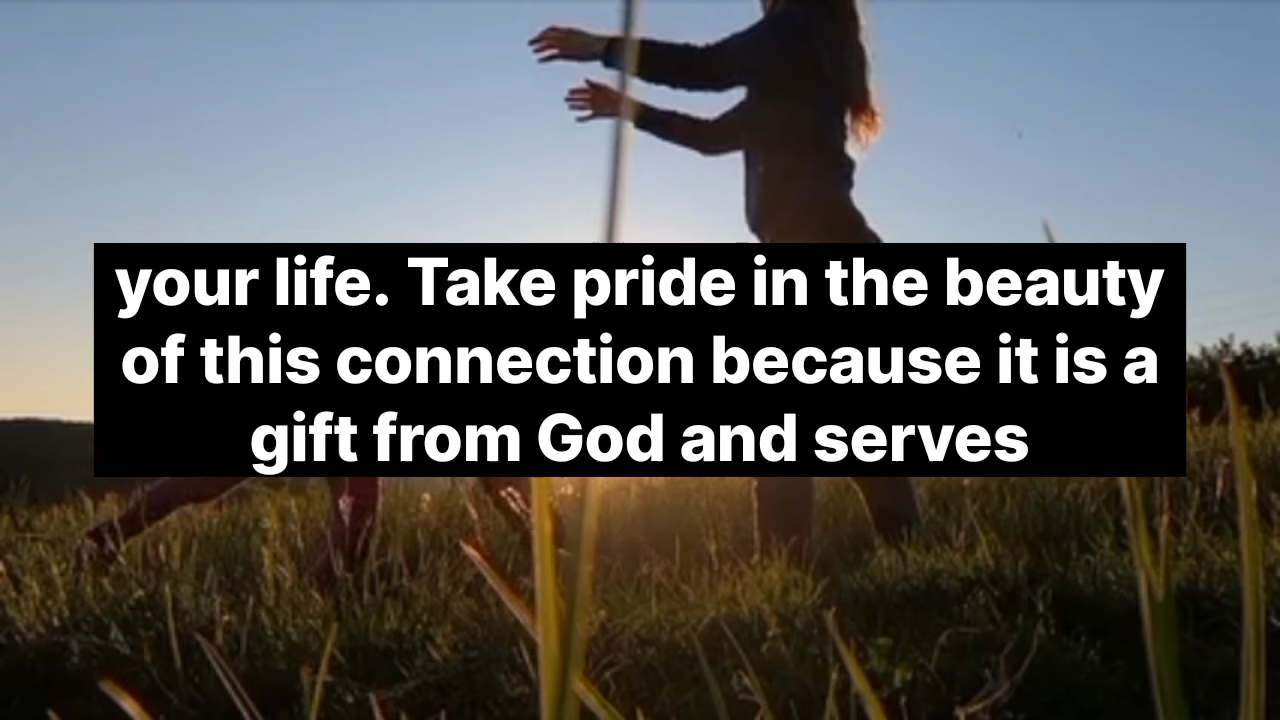 your life. Take pride in the beauty
of this connection because it is a
gift from God and serves